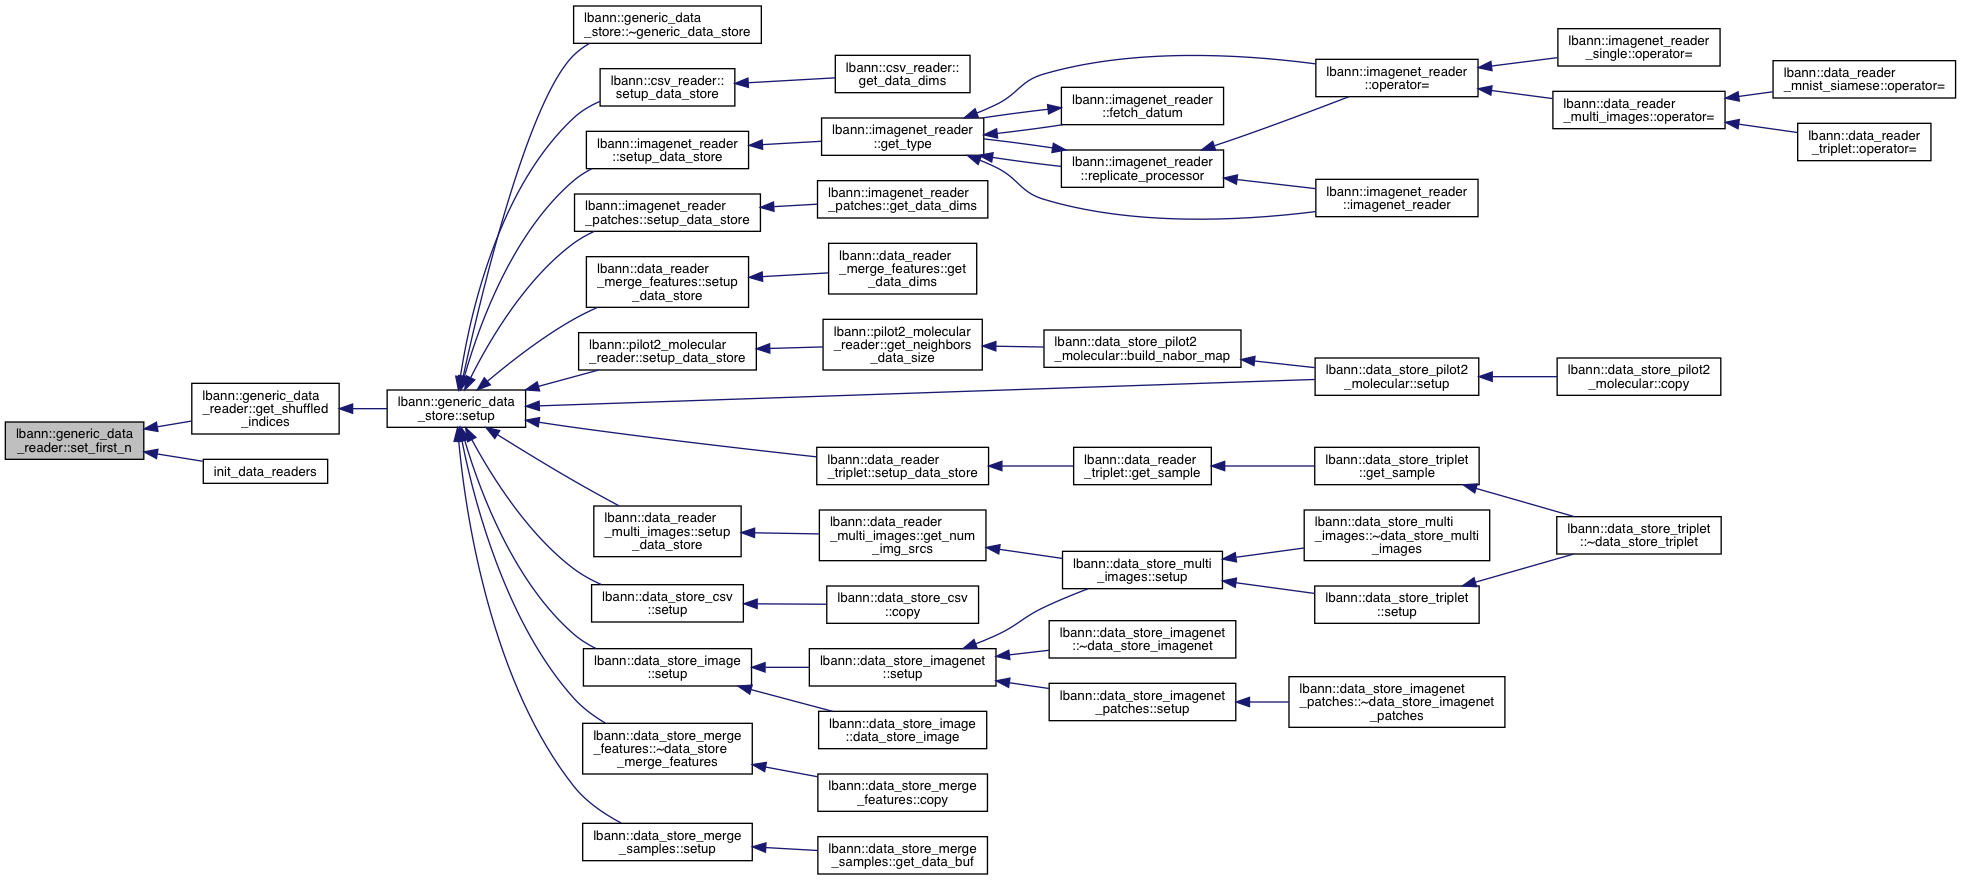 lbann::generic_data
_reader::set_first_n
lbann::generic_data
_reader::get_shuffled
_indices
init_data_readers
lbann::generic_data
_store::setup
lbann::generic_data
_store::~generic_data_store
lbann::csv_reader::
setup_data_store
lbann::csv_reader::
get_data_dims
lbann::imagenet_reader
::setup_data_store
lbann::imagenet_reader
::get_type
lbann::imagenet_reader
::fetch_datum
lbann::imagenet_reader
::replicate_processor
lbann::imagenet_reader
::operator=
lbann::imagenet_reader
::imagenet_reader
lbann::imagenet_reader
_single::operator=
lbann::data_reader
_multi_images::operator=
lbann::data_reader
_mnist_siamese::operator=
lbann::data_reader
_triplet::operator=
lbann::imagenet_reader
_patches::setup_data_store
lbann::imagenet_reader
_patches::get_data_dims
lbann::data_reader
_merge_features::setup
_data_store
lbann::data_reader
_merge_features::get
_data_dims
lbann::pilot2_molecular
_reader::setup_data_store
lbann::pilot2_molecular
_reader::get_neighbors
_data_size
lbann::data_store_pilot2
_molecular::build_nabor_map
lbann::data_store_pilot2
_molecular::setup
lbann::data_store_pilot2
_molecular::copy
lbann::data_reader
_triplet::setup_data_store
lbann::data_reader
_triplet::get_sample
lbann::data_store_triplet
::get_sample
lbann::data_store_triplet
::~data_store_triplet
lbann::data_reader
_multi_images::setup
_data_store
lbann::data_reader
_multi_images::get_num
_img_srcs
lbann::data_store_multi
_images::setup
lbann::data_store_multi
_images::~data_store_multi
_images
lbann::data_store_triplet
::setup
lbann::data_store_csv
::setup
lbann::data_store_csv
::copy
lbann::data_store_image
::setup
lbann::data_store_imagenet
::setup
lbann::data_store_imagenet
::~data_store_imagenet
lbann::data_store_imagenet
_patches::setup
lbann::data_store_imagenet
_patches::~data_store_imagenet
_patches
lbann::data_store_image
::data_store_image
lbann::data_store_merge
_features::~data_store
_merge_features
lbann::data_store_merge
_features::copy
lbann::data_store_merge
_samples::setup
lbann::data_store_merge
_samples::get_data_buf